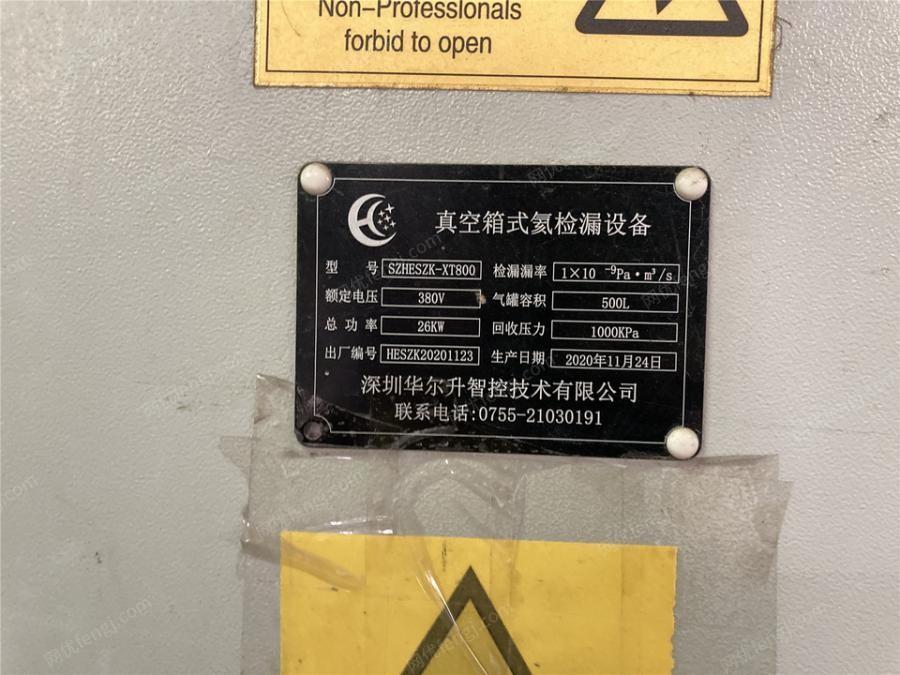 Non-Professionals
forbid to open
真空箱式氦检漏设备
型 号 SZHESZK-XT800 检漏漏率 1×10 ⁻⁹Pa·m³/s
额定电压 380V 气罐容积 500L
总 功 率 26KW 回收压力 1000KPa
出厂编号 HESZK20201123 生产日期 2020年11月24日
深圳华尔升智控技术有限公司
联系电话:0755-21030191